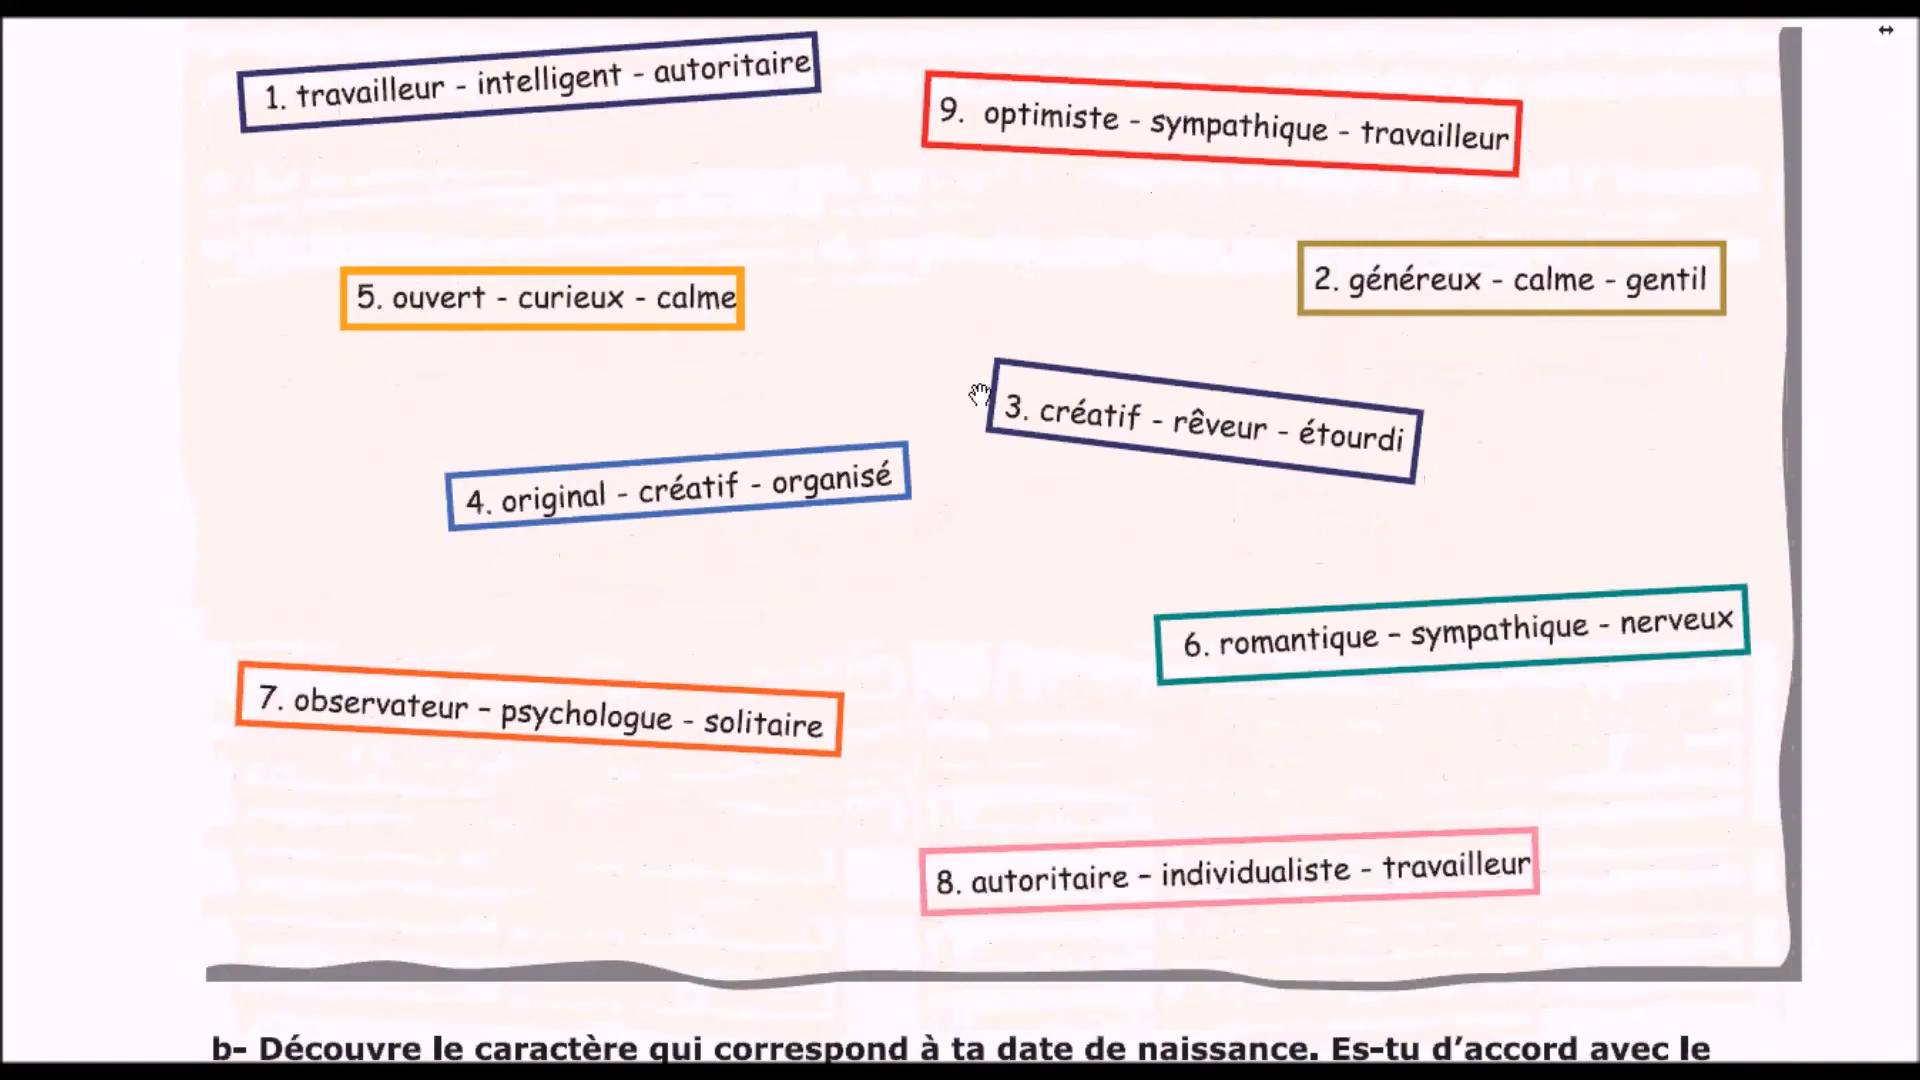 1. travailleur - intelligent - autoritaire
9. optimiste - sympathique - travailleur
5. ouvert - curieux - calme
2. généreux - calme - gentil
3. créatif - rêveur - étourdi
4. original - créatif - organisé
6. romantique – sympathique - nerveux
7. observateur – psychologue - solitaire
8. autoritaire – individualiste - travailleur
b- Découvre le caractère qui correspond à ta date de naissance. Es-tu d’accord avec le